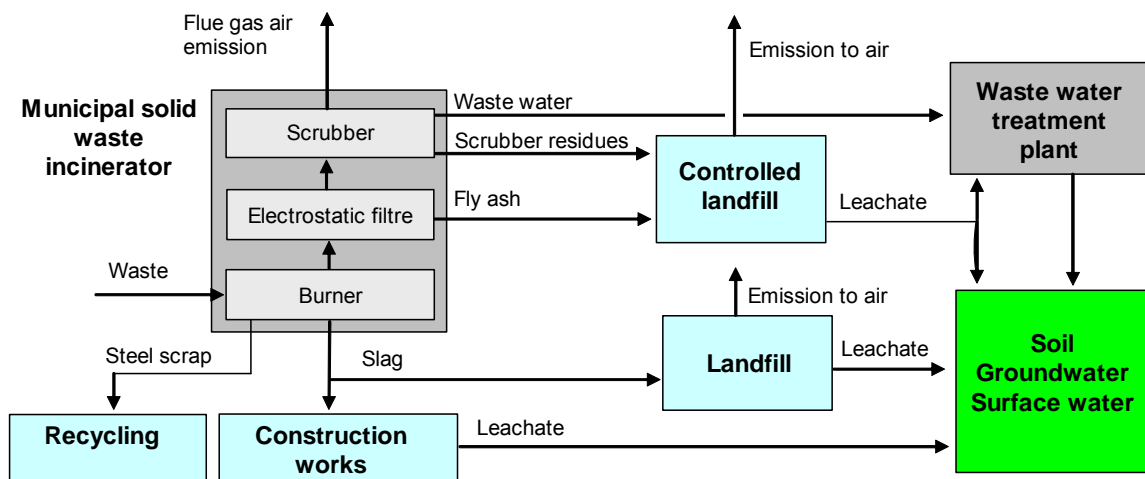 Flue gas air
emission
Emission to air
Municipal solid
waste
incinerator
Scrubber
Waste water
Scrubber residues
Waste water
treatment
plant
Controlled
landfill
Electrostatic filtre
Fly ash
Leachate
Waste
Burner
Emission to air
Steel scrap
Slag
Landfill
Leachate
Soil
Groundwater
Surface water
Recycling
Construction
works
Leachate